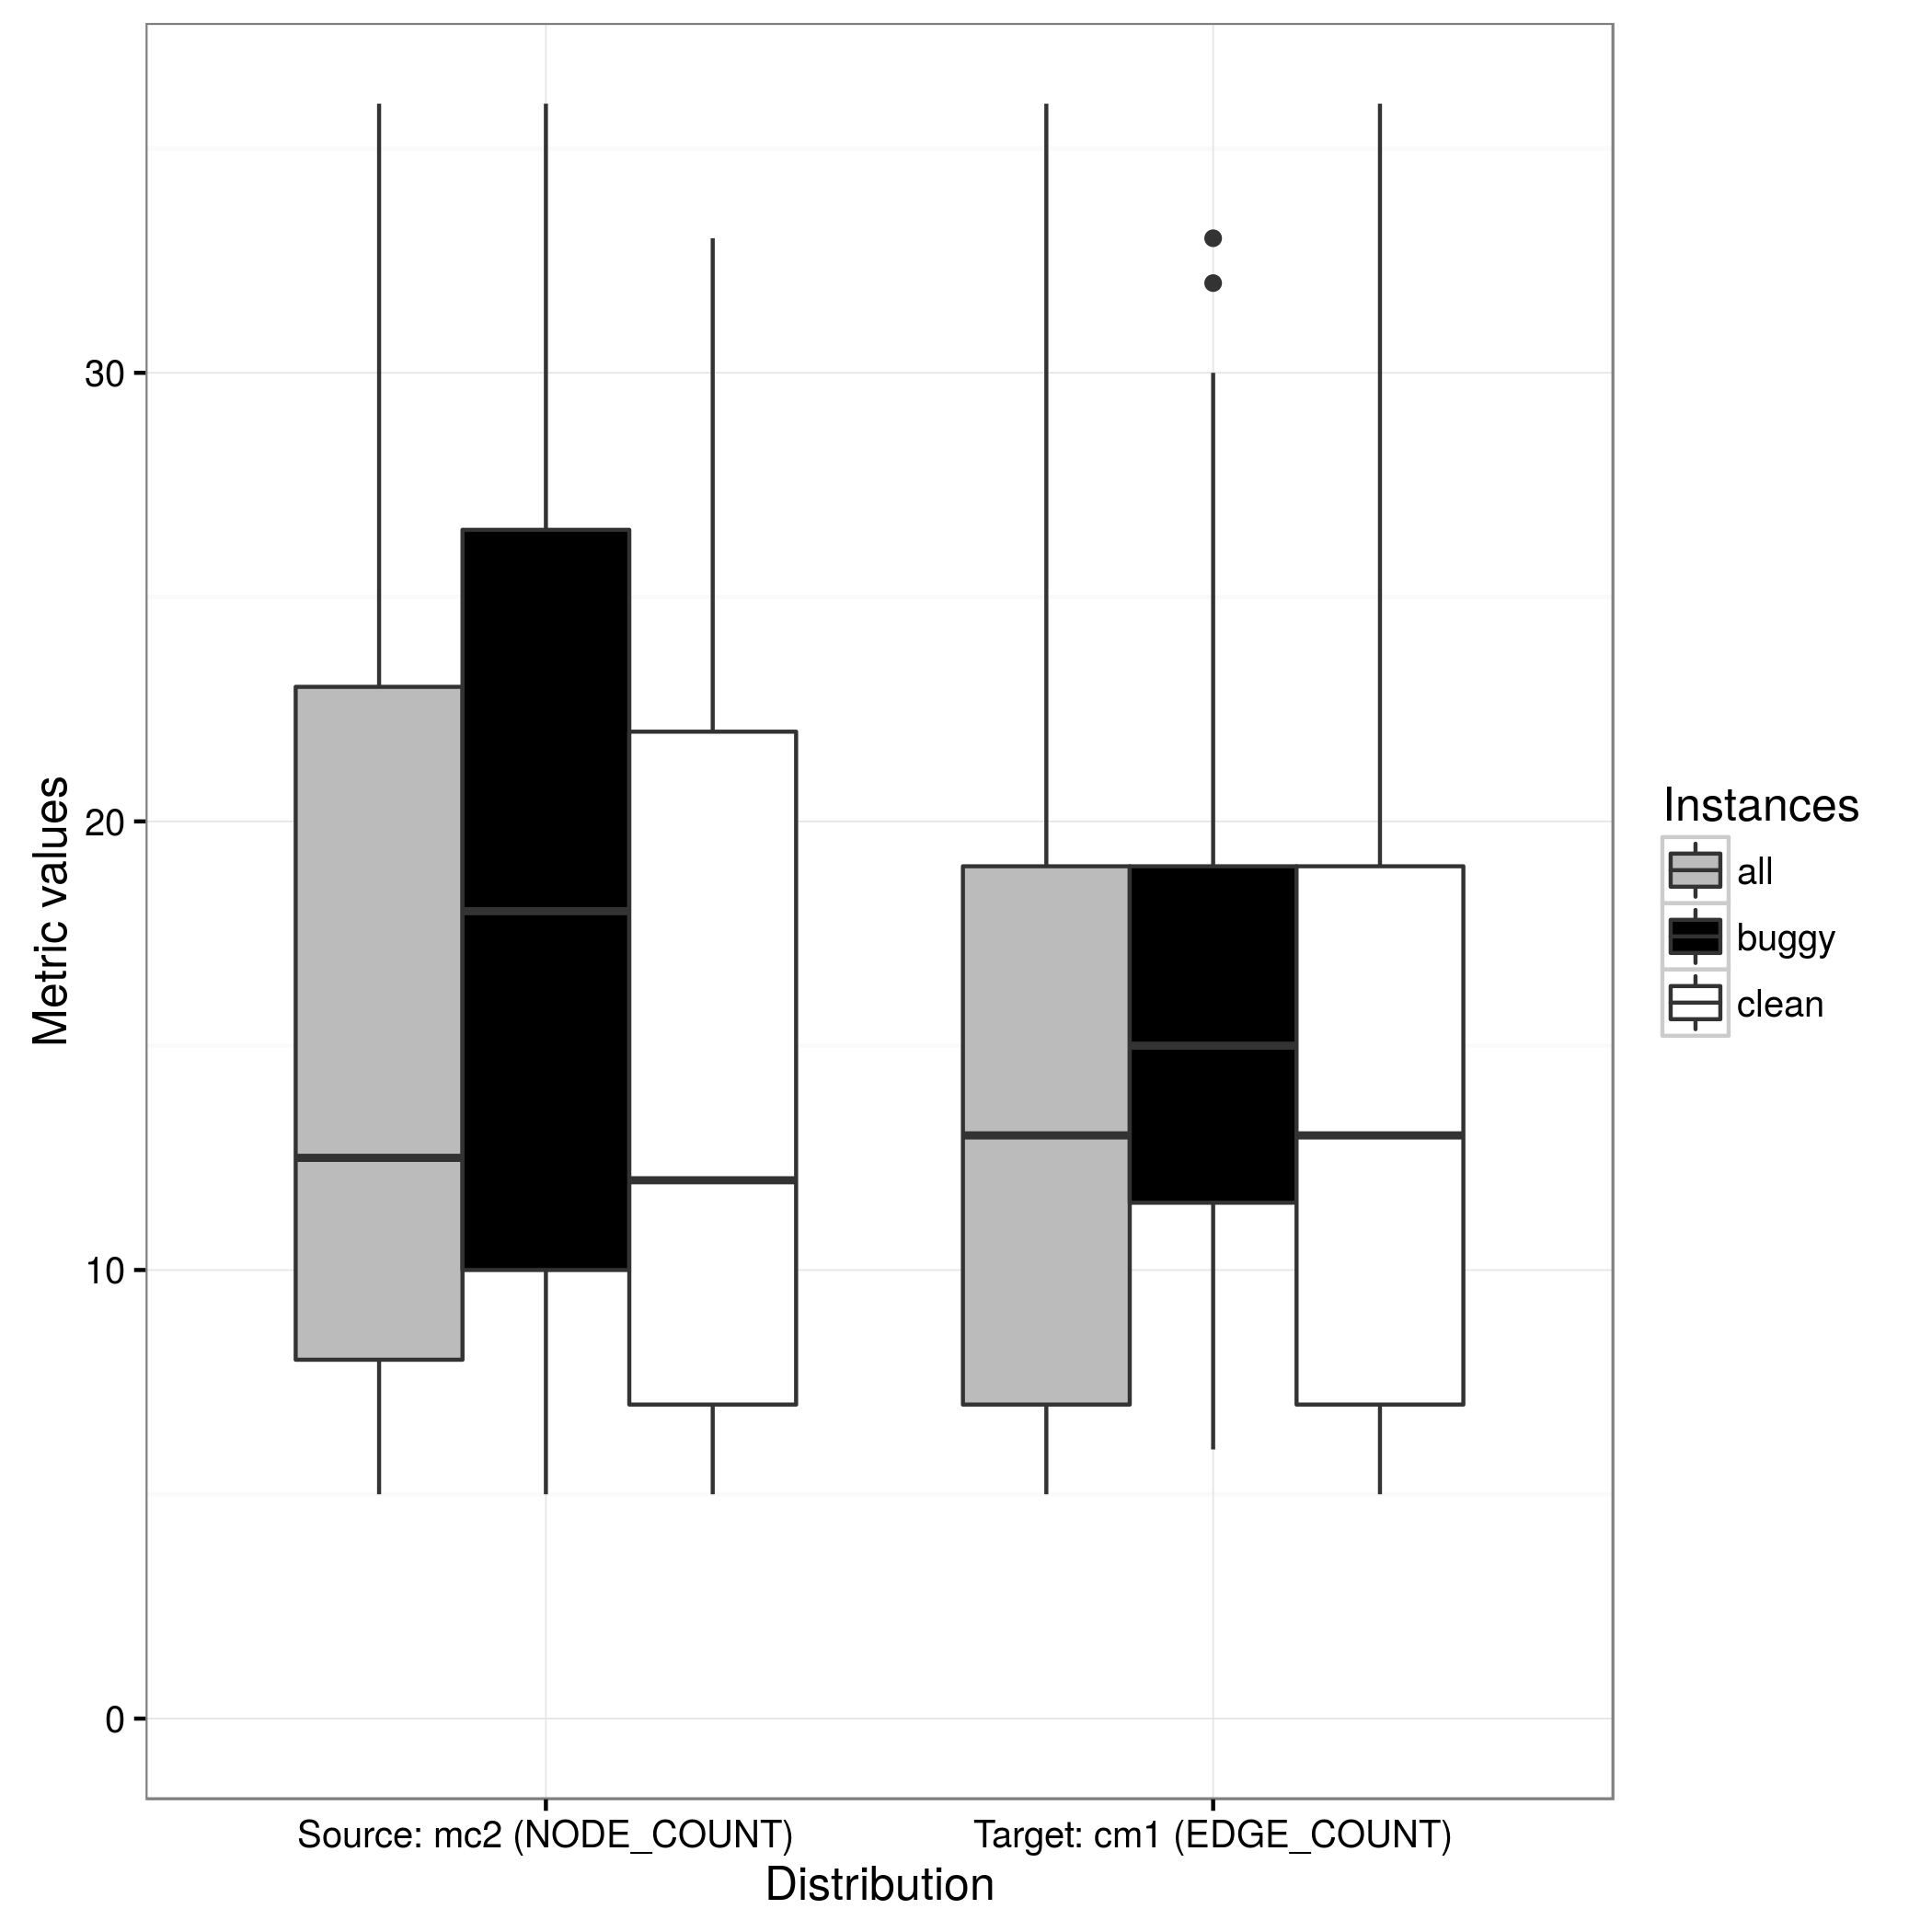 Metric values
30
20
10
0
Source: mc2 (NODE_COUNT)
Target: cm1 (EDGE_COUNT)
Distribution
Instances
all
buggy
clean